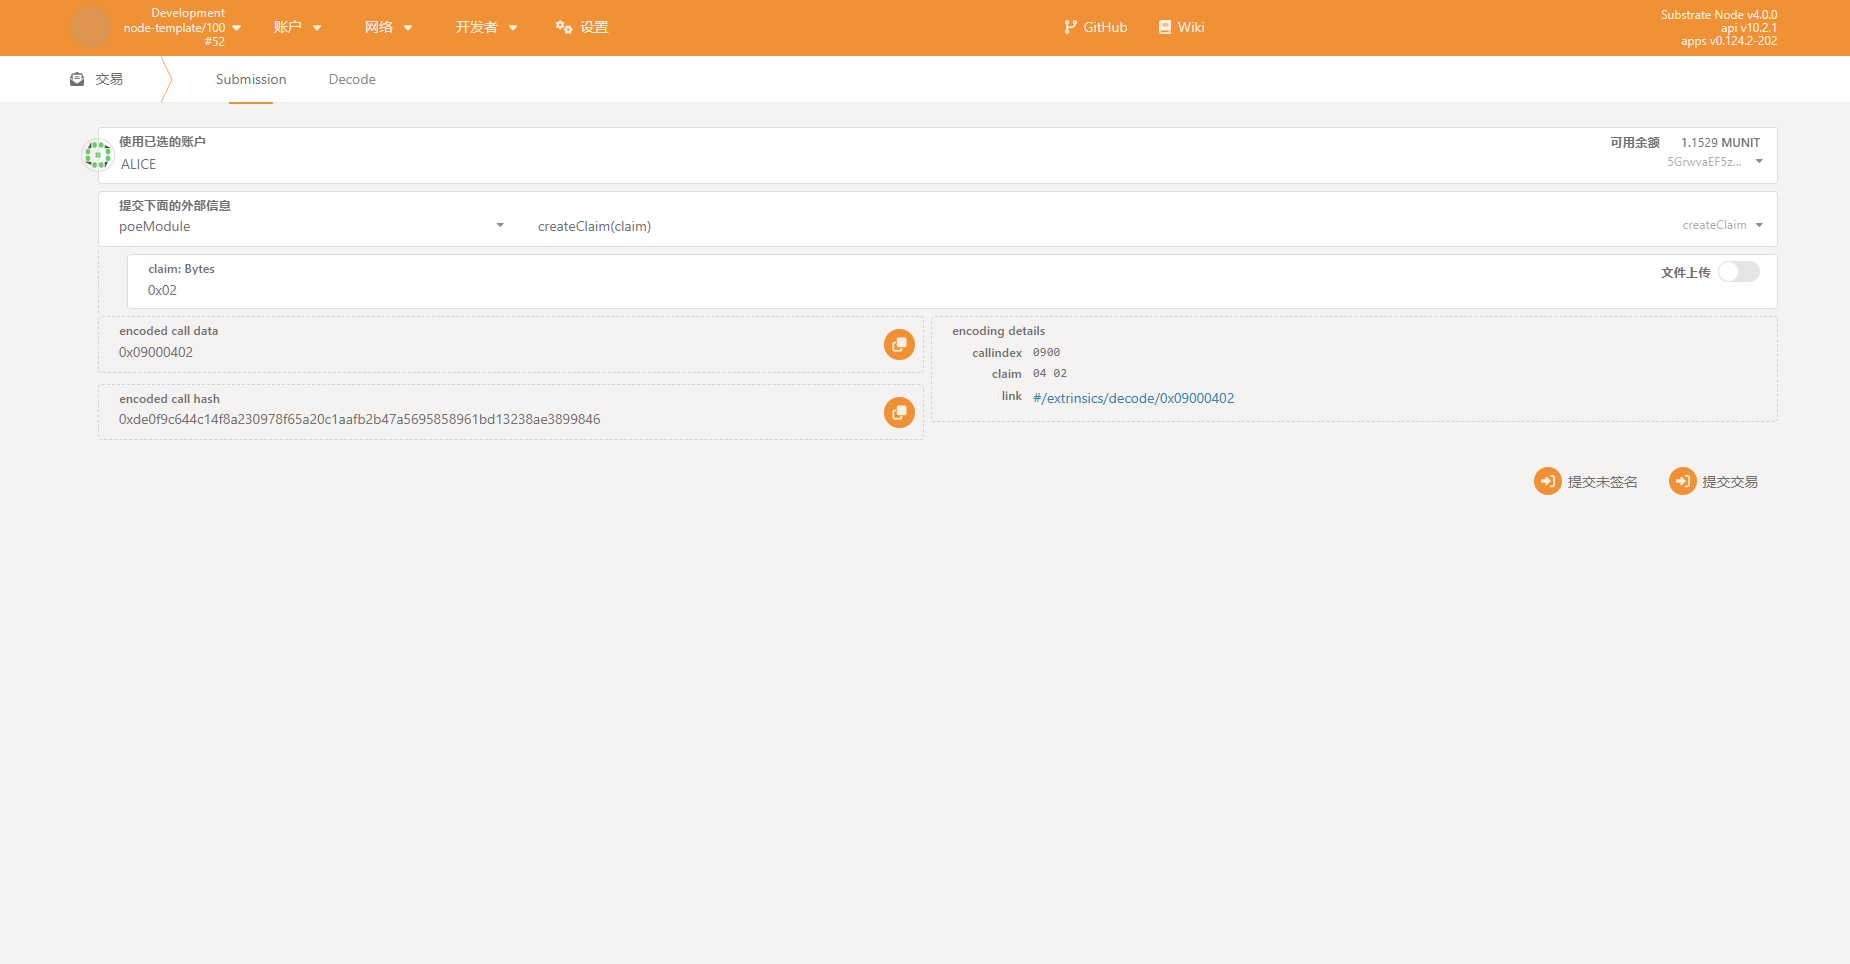 Development
node-template/100
#52
账户
网络
开发者
设置
GitHub
Wiki
Substrate Node v4.0.0
api v10.2.1
apps v0.124.2-202
交易
Submission
Decode
使用已选的账户
ALICE
可用余额 1.1529 MUNIT
5GrwvaEF5z...
提交下面的外部信息
poeModule
createClaim(claim)
createClaim
claim: Bytes
0x02
文件上传
encoded call data
0x09000402
encoded call hash
0xde0f9c644c14f8a230978f65a20c1aafb2b47a5695858961bd13238ae3899846
encoding details
callindex 0900
claim 04 02
link #/extrinsics/decode/0x09000402
提交未签名
提交交易